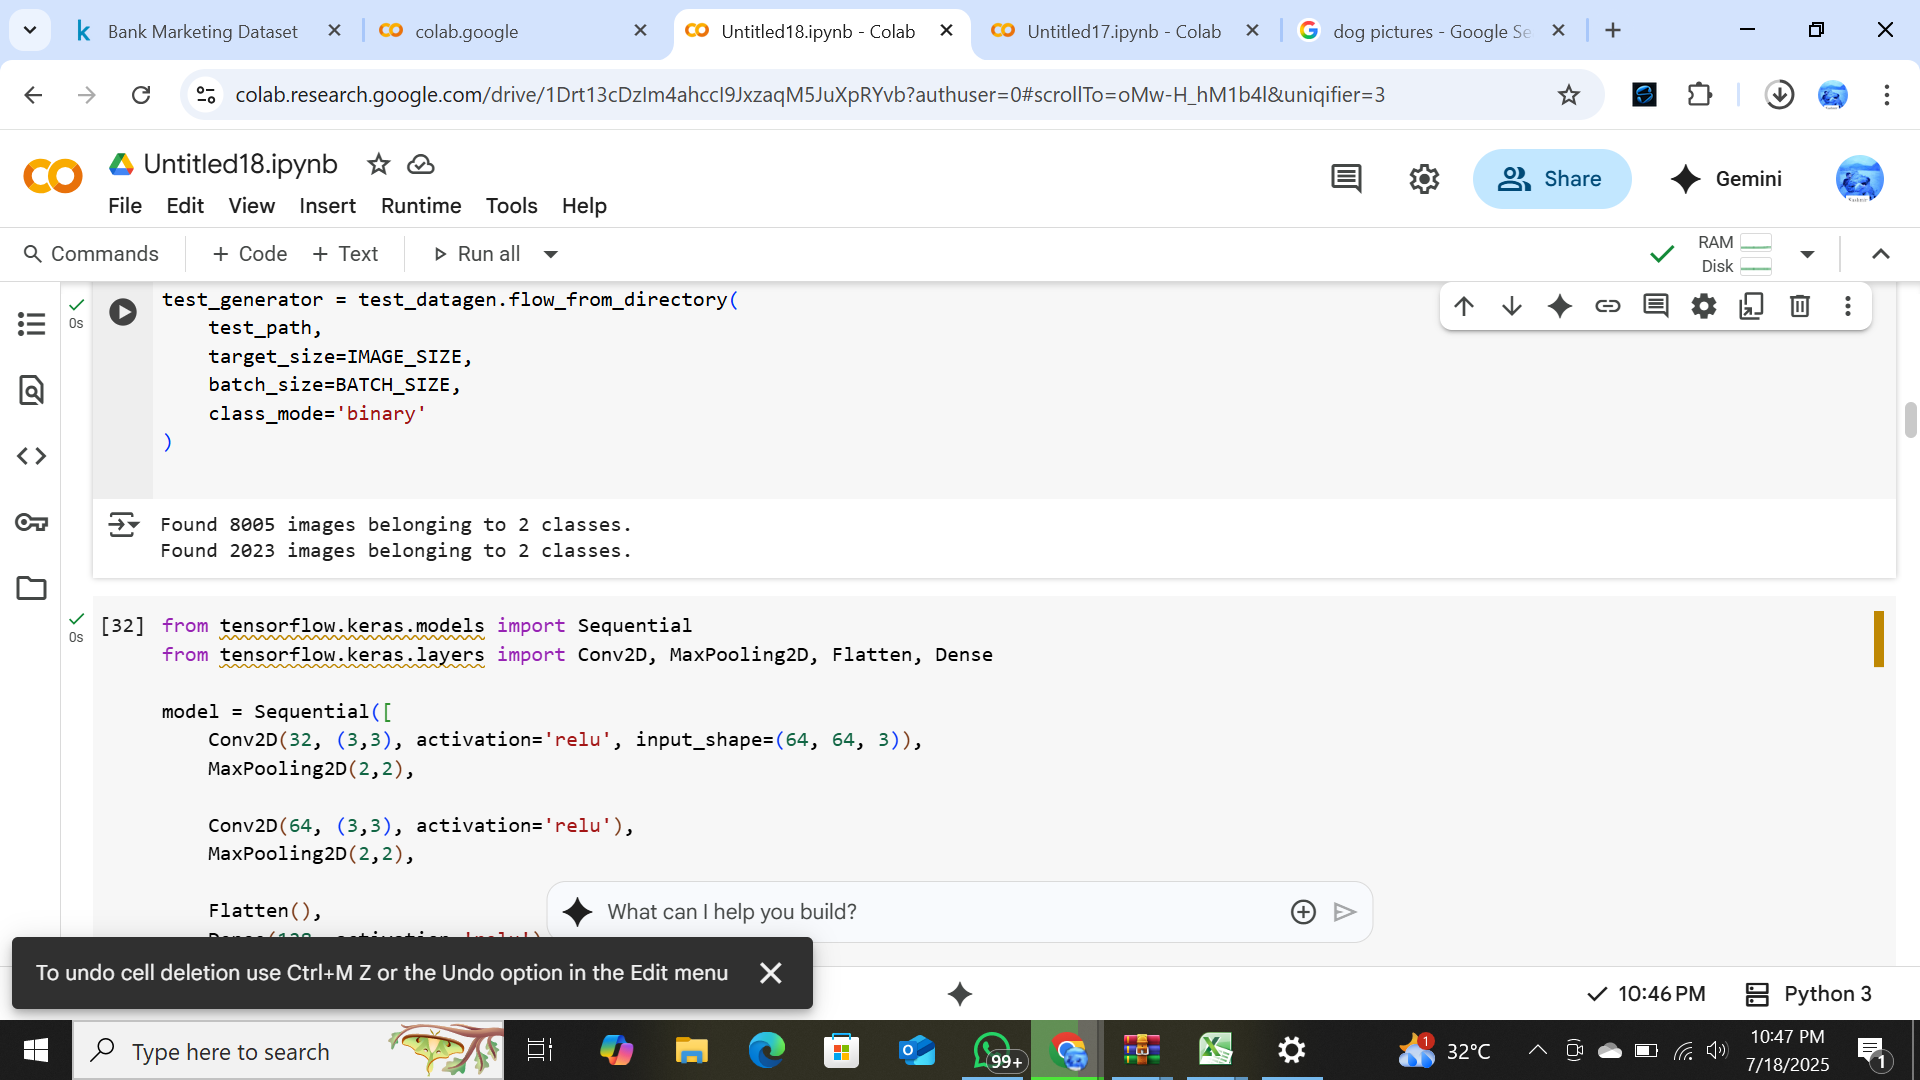 Bank Marketing Dataset
colab.google
Untitled18.ipynb - Colab
Untitled17.ipynb - Colab
dog pictures - Google Se
colab.research.google.com/drive/1Drt13cDzIm4ahccI9JxzaqM5JuXpRYvb?authuser=0#scrollTo=oMw-H_hM1b4l&uniqifier=3
Untitled18.ipynb
Share
Gemini
File Edit View Insert Runtime Tools Help
Commands + Code + Text Run all
RAM
Disk
0s
test_generator = test_datagen.flow_from_directory(
    test_path,
    target_size=IMAGE_SIZE,
    batch_size=BATCH_SIZE,
    class_mode='binary'
)
Found 8005 images belonging to 2 classes.
Found 2023 images belonging to 2 classes.
0s
[32] from tensorflow.keras.models import Sequential
from tensorflow.keras.layers import Conv2D, MaxPooling2D, Flatten, Dense
model = Sequential([
    Conv2D(32, (3,3), activation='relu', input_shape=(64, 64, 3)),
    MaxPooling2D(2,2),
    Conv2D(64, (3,3), activation='relu'),
    MaxPooling2D(2,2),
    Flatten(),
    Dense(128, activation='relu')
What can I help you build?
To undo cell deletion use Ctrl+M Z or the Undo option in the Edit menu
10:46 PM
Python 3
Type here to search
99+
1
32°C
10:47 PM
7/18/2025
1